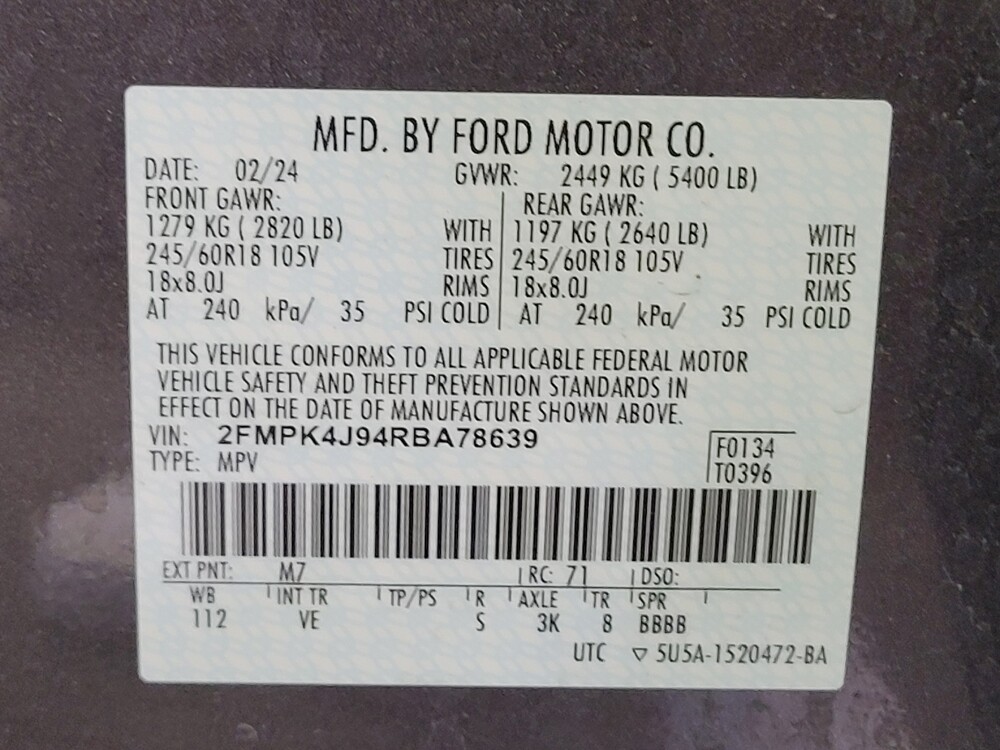 MFD. BY FORD MOTOR CO.
DATE: 02/24 GVWR: 2449 KG ( 5400 LB)
FRONT GAWR: REAR GAWR:
1279 KG ( 2820 LB) WITH 1197 KG ( 2640 LB) WITH
245/60R18 105V TIRES 245/60R18 105V TIRES
18x8.0J RIMS 18x8.0J RIMS
AT 240 kPa/ 35 PSI COLD AT 240 kPa/ 35 PSI COLD
THIS VEHICLE CONFORMS TO ALL APPLICABLE FEDERAL MOTOR
VEHICLE SAFETY AND THEFT PREVENTION STANDARDS IN
EFFECT ON THE DATE OF MANUFACTURE SHOWN ABOVE.
VIN: 2FMPK4J94RBA78639 F0134
TYPE: MPV T0396
EXT PNT: M7 RC: 71 DSO:
WB INT TR TP/PS R AXLE TR SPR
112 VE S 3K 8 BBBB
UTC ▽ 5U5A-1520472-BA